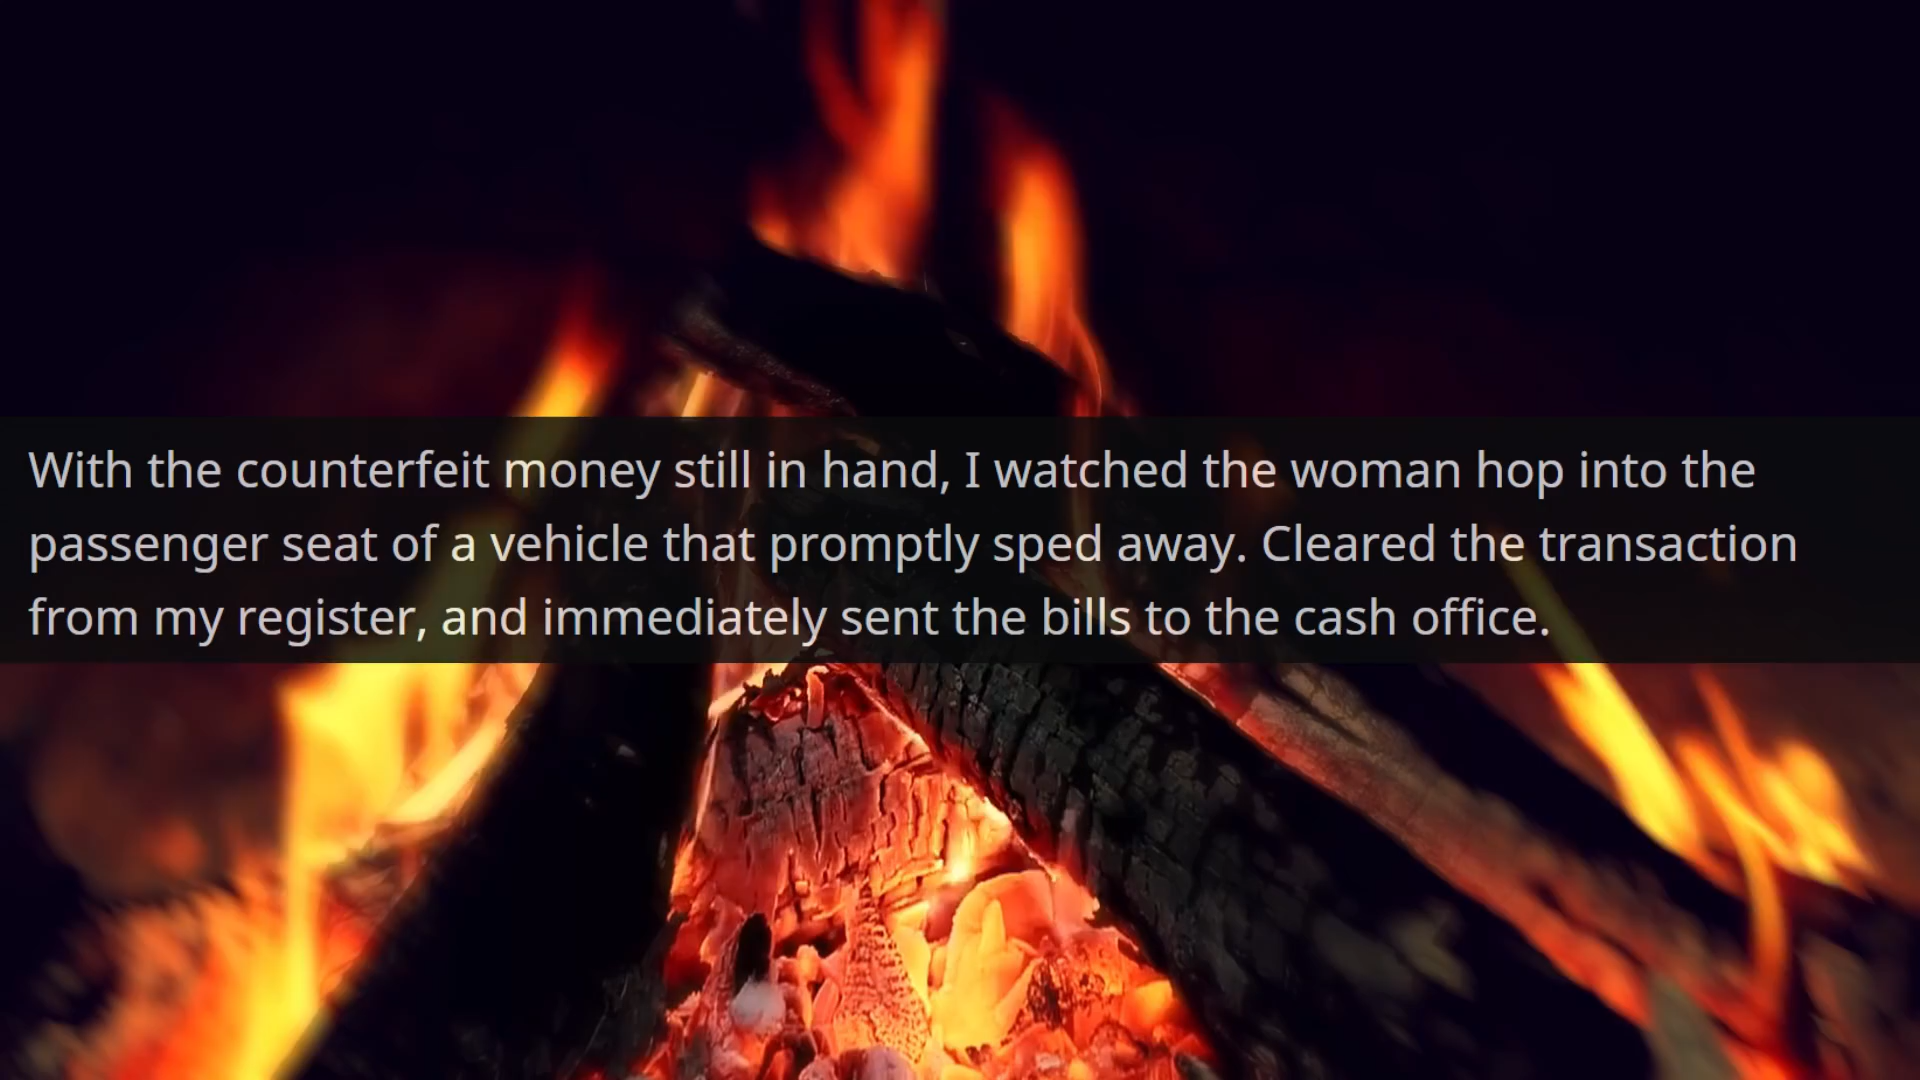 With the counterfeit money still in hand, I watched the woman hop into the
passenger seat of a vehicle that promptly sped away. Cleared the transaction
from my register, and immediately sent the bills to the cash office.